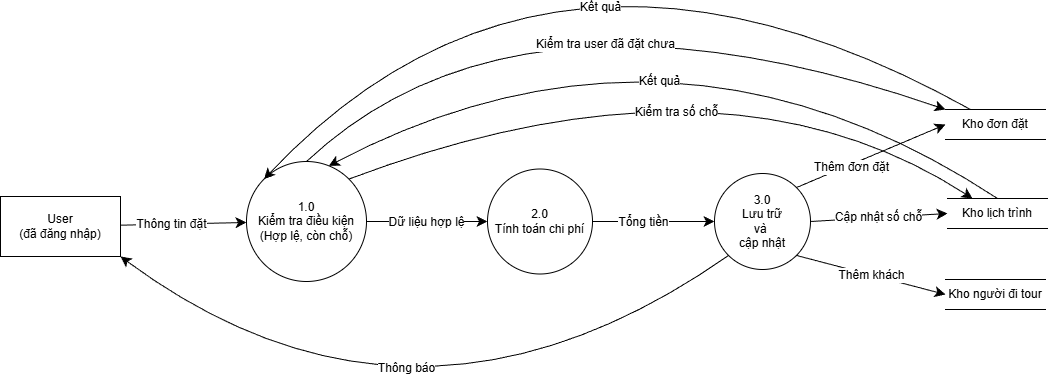 Kết quả
Kiểm tra user đã đặt chưa
Kết quả
Kiểm tra số chỗ
Kho đơn đặt
Thêm đơn đặt
User
(đã đăng nhập)
Thông tin đặt
1.0
Kiểm tra điều kiện
(Hợp lệ, còn chỗ)
Dữ liệu hợp lệ
2.0
Tính toán chi phí
Tổng tiền
3.0
Lưu trữ
và
cập nhật
Cập nhật số chỗ
Kho lịch trình
Thêm khách
Kho người đi tour
Thông báo